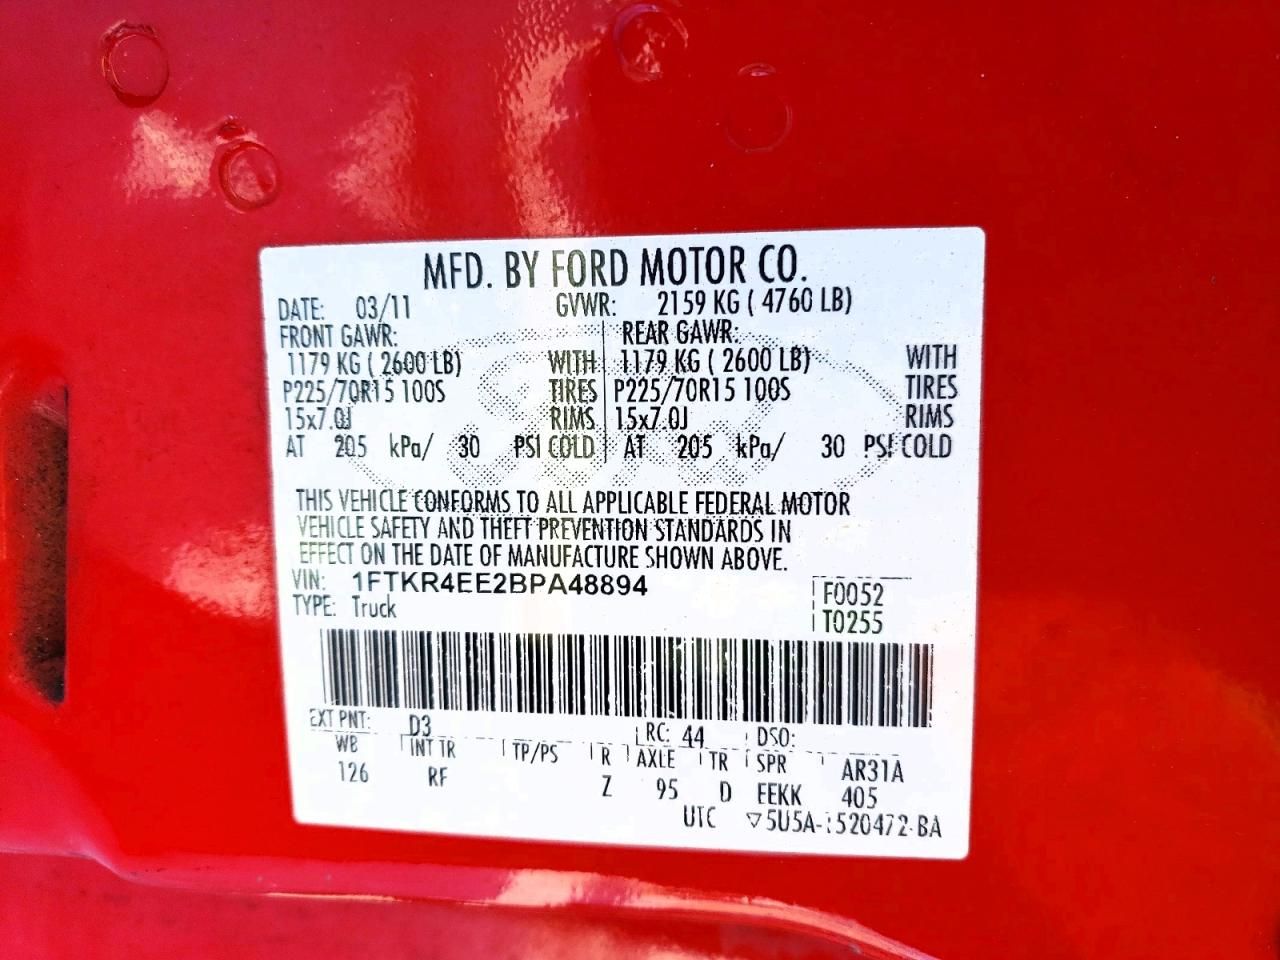 MFD. BY FORD MOTOR CO.
DATE: 03/11 GVWR: 2159 KG ( 4760 LB)
FRONT GAWR: REAR GAWR:
1179 KG ( 2600 LB) WITH 1179 KG ( 2600 LB) WITH
P225/70R15 100S TIRES P225/70R15 100S TIRES
15x7.0J RIMS 15x7.0J RIMS
AT 205 kPa/ 30 PSI COLD AT 205 kPa/ 30 PSI COLD
THIS VEHICLE CONFORMS TO ALL APPLICABLE FEDERAL MOTOR
VEHICLE SAFETY AND THEFT PREVENTION STANDARDS IN
EFFECT ON THE DATE OF MANUFACTURE SHOWN ABOVE.
VIN: 1FTKR4EE2BPA48894 F0052
TYPE: Truck T0255
EXT PNT: D3 RC: 44 DSO:
WB INT TR TP/PS R AXLE TR SPR AR31A
126 RF Z 95 D EEKK 405
UTC ▽5U5A-1520472-BA